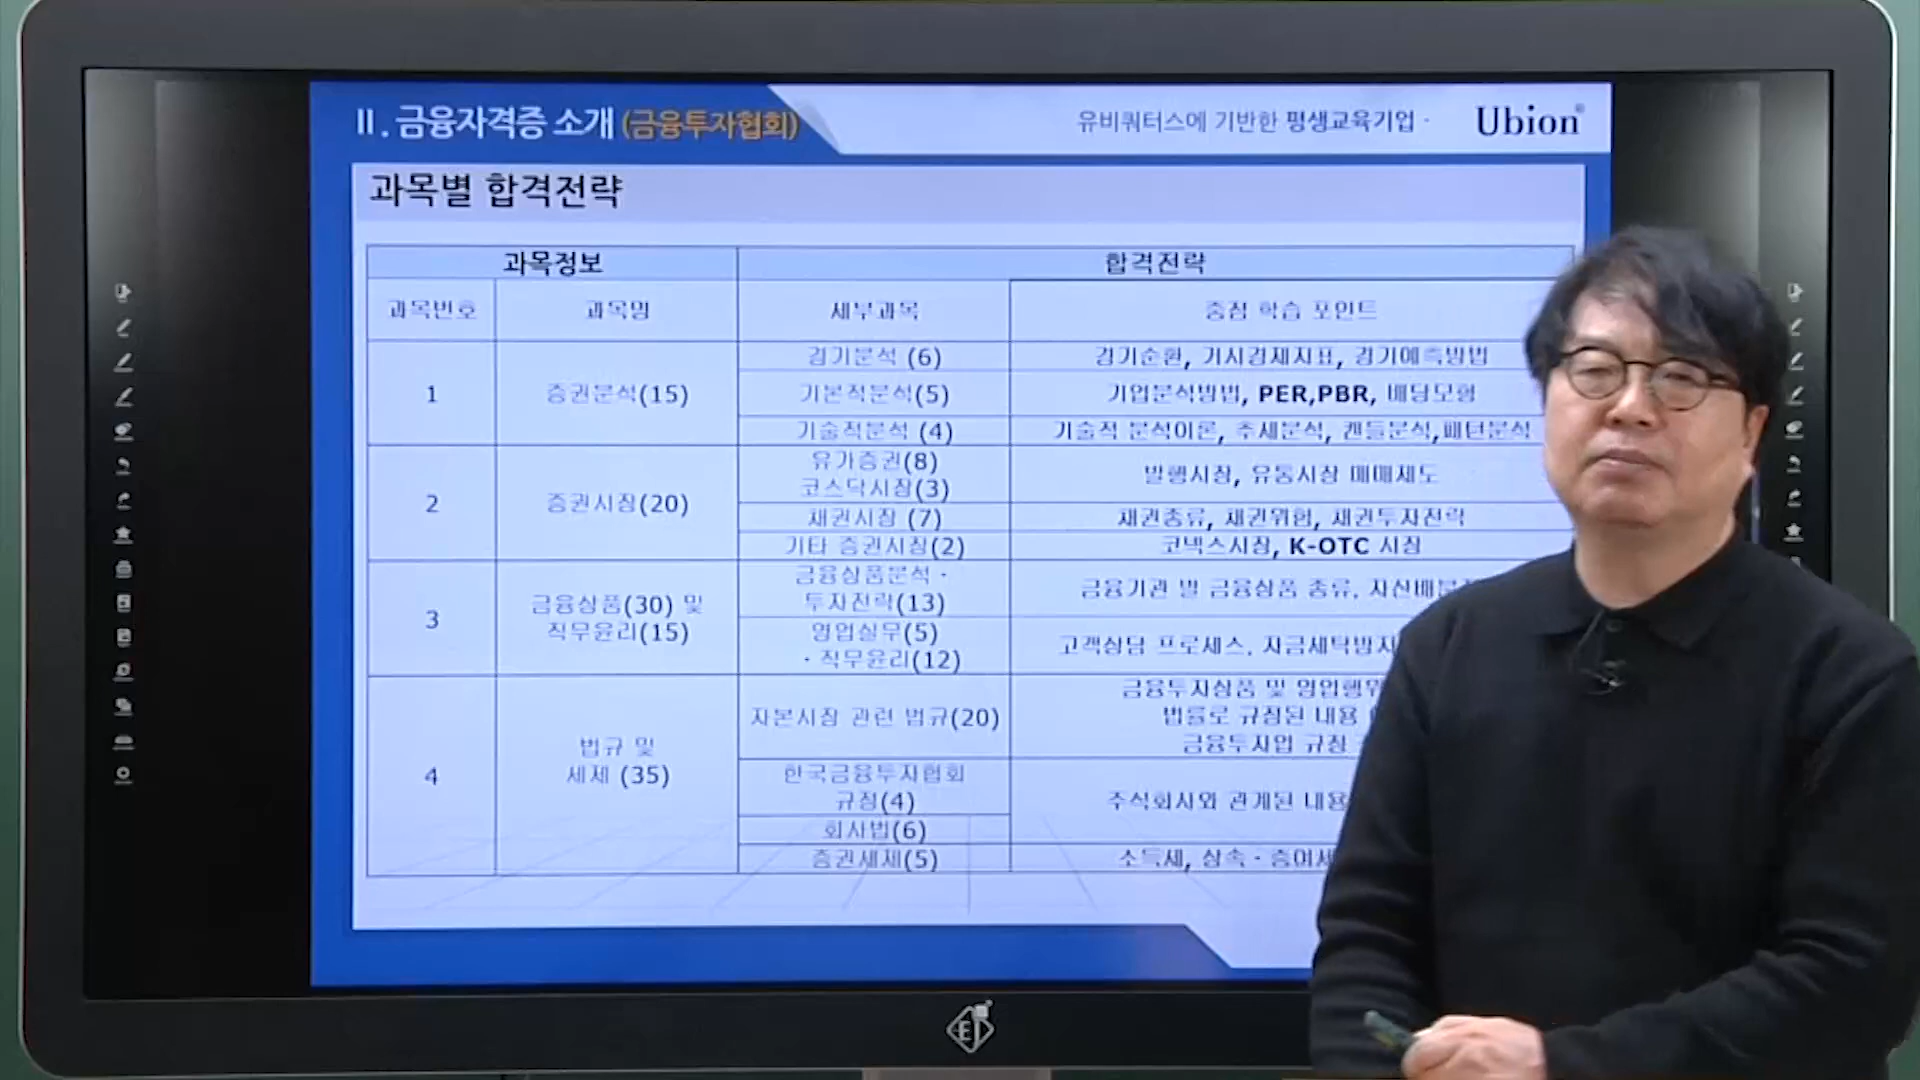 II. 금융자격증 소개 (금융투자협회)
유비쿼터스에 기반한 평생교육기업 ·
Ubion
과목별 합격전략
과목정보
합격전략
과목번호
과목명
세부과목
중점 학습 포인트
1
증권분석(15)
경기분석 (6)
경기순환, 거시경제지표, 경기예측방법
기본적분석(5)
기업분석방법, PER,PBR, 배당모형
기술적분석 (4)
기술적 분석이론, 추세분석, 캔들분석,패턴분석
2
증권시장(20)
유가증권(8)
코스닥시장(3)
발행시장, 유통시장 매매제도
채권시장 (7)
채권종류, 채권위험, 채권투자전략
기타 증권시장(2)
코넥스시장, K-OTC 시장
3
금융상품(30) 및
직무윤리(15)
금융상품분석 ·
투자전략(13)
금융기관 별 금융상품 종류, 자산배분
영업실무(5)
· 직무윤리(12)
고객상담 프로세스, 자금세탁방지
4
법규 및
세제 (35)
자본시장 관련 법규(20)
금융투자상품 및 영업행위
법률로 규정된 내용
금융투자업 규정
한국금융투자협회
규정(4)
주식회사와 관계된 내용
회사법(6)
증권세제(5)
소득세, 상속 · 증여세